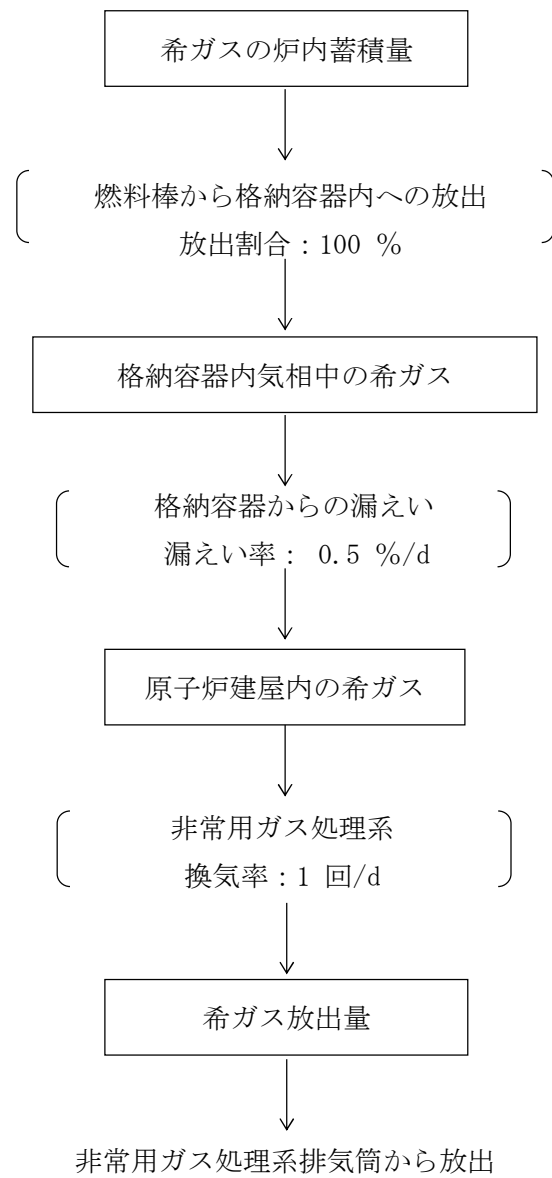 希ガスの炉内蓄積量
燃料棒から格納容器内への放出
放出割合：100 %
格納容器内気相中の希ガス
格納容器からの漏えい
漏えい率： 0.5 %/d
原子炉建屋内の希ガス
非常用ガス処理系
換気率：1 回/d
希ガス放出量
非常用ガス処理系排気筒から放出